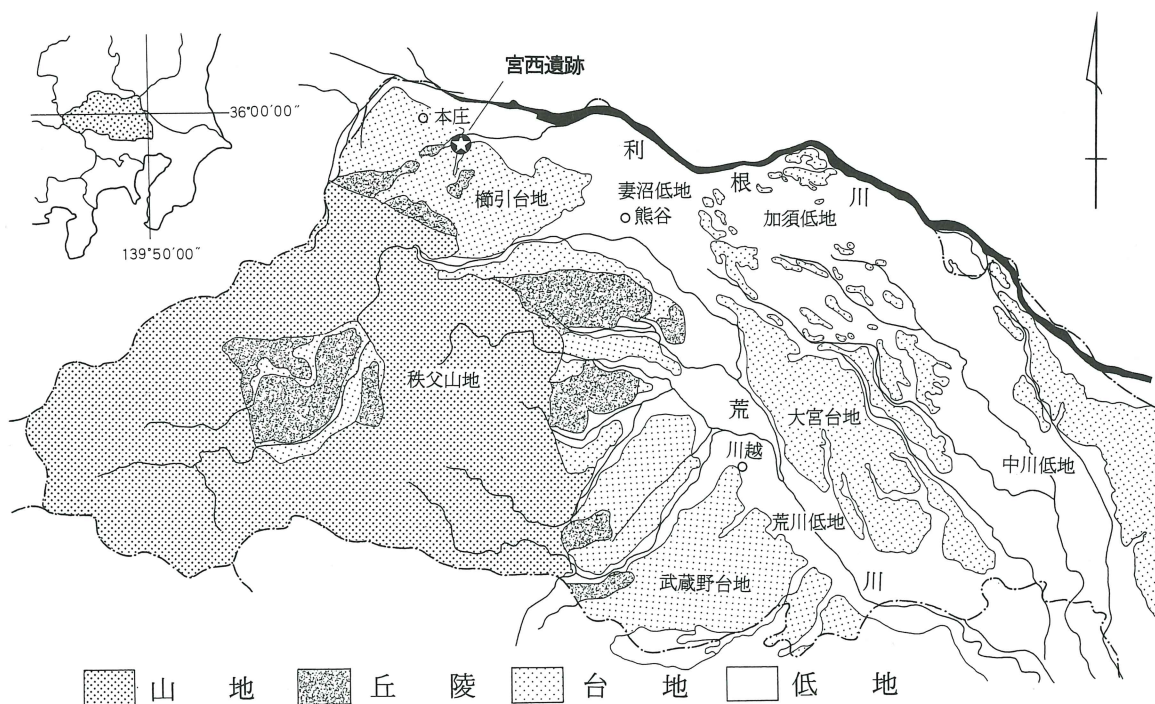 宮西遺跡
36°00′00″
139°50′00″
本庄
利根川
妻沼低地
熊谷
櫛引台地
加須低地
秩父山地
荒川
大宮台地
川越
中川低地
荒川低地
武蔵野台地
山地 丘陵 台地 低地